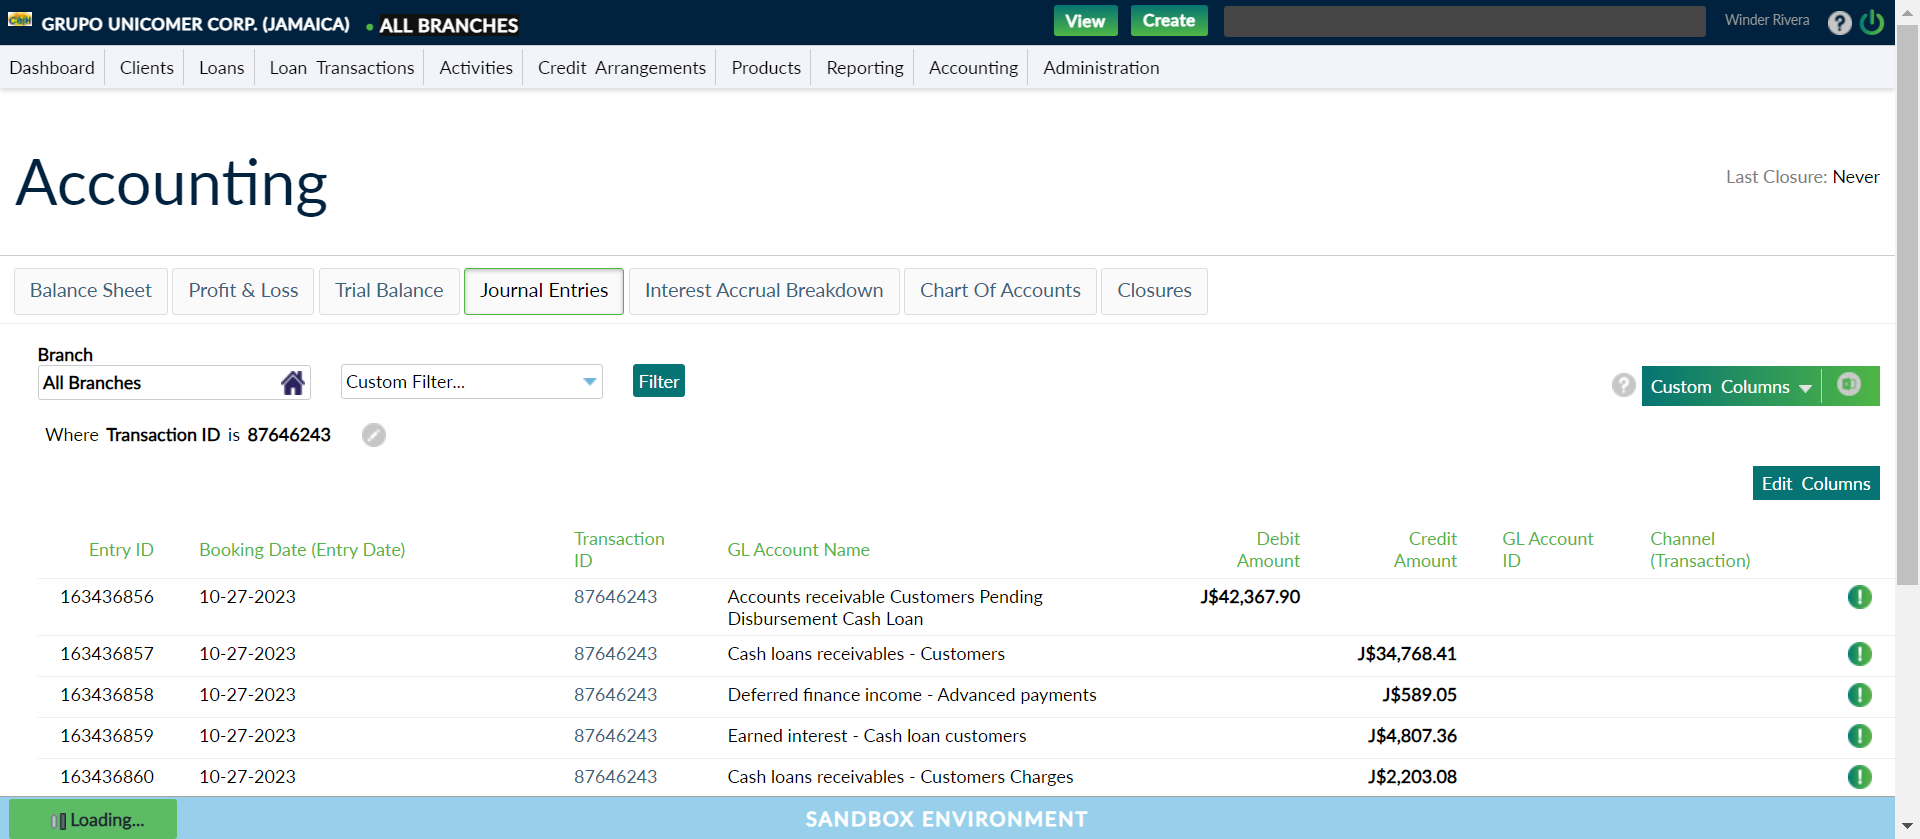 Cash GRUPO UNICOMER CORP. (JAMAICA) • ALL BRANCHES View Create Winder Rivera ?
Dashboard Clients Loans Loan Transactions Activities Credit Arrangements Products Reporting Accounting Administration
Accounting
Last Closure: Never
Balance Sheet Profit & Loss Trial Balance Journal Entries Interest Accrual Breakdown Chart Of Accounts Closures
Branch
All Branches Custom Filter... Filter ? Custom Columns
Where Transaction ID is 87646243
Edit Columns
Entry ID Booking Date (Entry Date) Transaction ID GL Account Name Debit Amount Credit Amount GL Account ID Channel (Transaction)
163436856 10-27-2023 87646243 Accounts receivable Customers Pending J$42,367.90 !
Disbursement Cash Loan
163436857 10-27-2023 87646243 Cash loans receivables - Customers J$34,768.41 !
163436858 10-27-2023 87646243 Deferred finance income - Advanced payments J$589.05 !
163436859 10-27-2023 87646243 Earned interest - Cash loan customers J$4,807.36 !
163436860 10-27-2023 87646243 Cash loans receivables - Customers Charges J$2,203.08 !
Loading... SANDBOX ENVIRONMENT